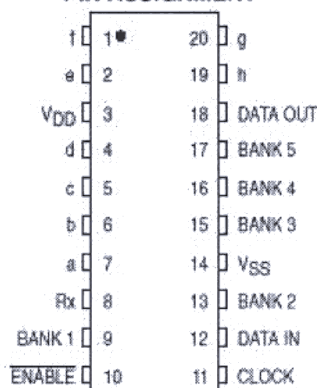 f 1 20 g
e 2 19 h
VDD 3 18 DATA OUT
d 4 17 BANK 5
c 5 16 BANK 4
b 6 15 BANK 3
a 7 14 VSS
Rx 8 13 BANK 2
BANK 1 9 12 DATA IN
ENABLE 10 11 CLOCK